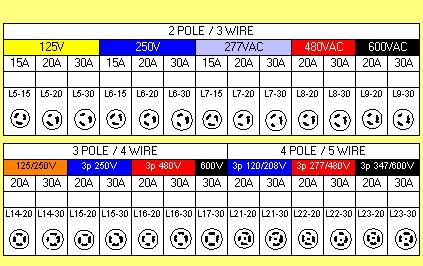 2 POLE / 3 WIRE
125V 250V 277VAC 480VAC 600VAC
15A 20A 30A 15A 20A 30A 15A 20A 30A 20A 30A 20A 30A
L5-15 L5-20 L5-30 L6-15 L6-20 L6-30 L7-15 L7-20 L7-30 L8-20 L8-30 L9-20 L9-30
3 POLE / 4 WIRE 4 POLE / 5 WIRE
125/250V 3p 250V 3p 480V 600V 3p 120/208V 3p 277/480V 3p 347/600V
20A 30A 20A 30A 20A 30A 30A 20A 30A 20A 30A 20A 30A
L14-20 L14-30 L15-20 L15-30 L16-20 L16-30 L17-30 L21-20 L21-30 L22-20 L22-30 L23-20 L23-30